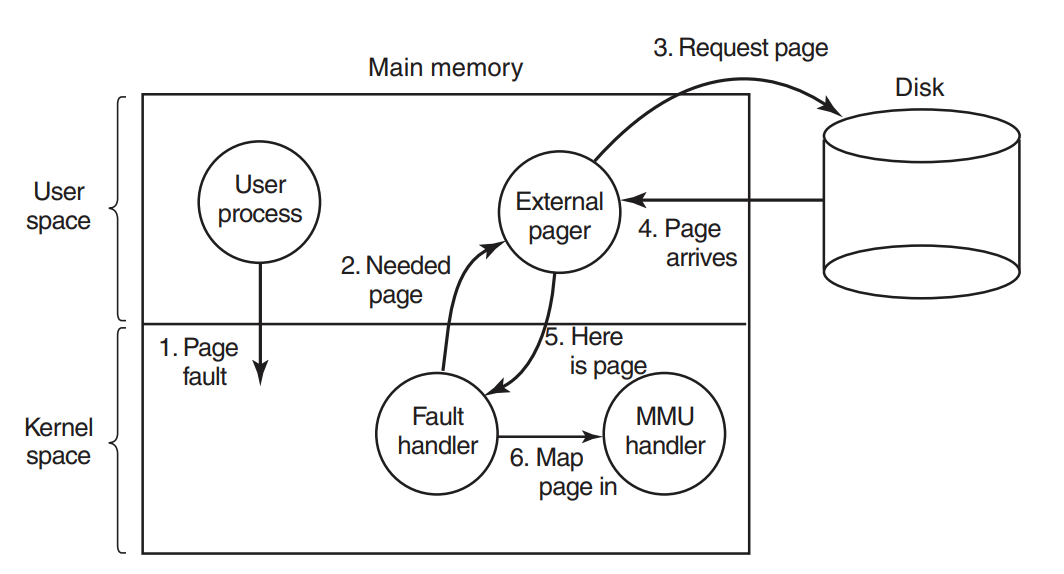 3. Request page
Main memory
Disk
User
space
User
process
External
pager
4. Page
arrives
2. Needed
page
1. Page
fault
5. Here
is page
Kernel
space
Fault
handler
MMU
handler
6. Map
page in